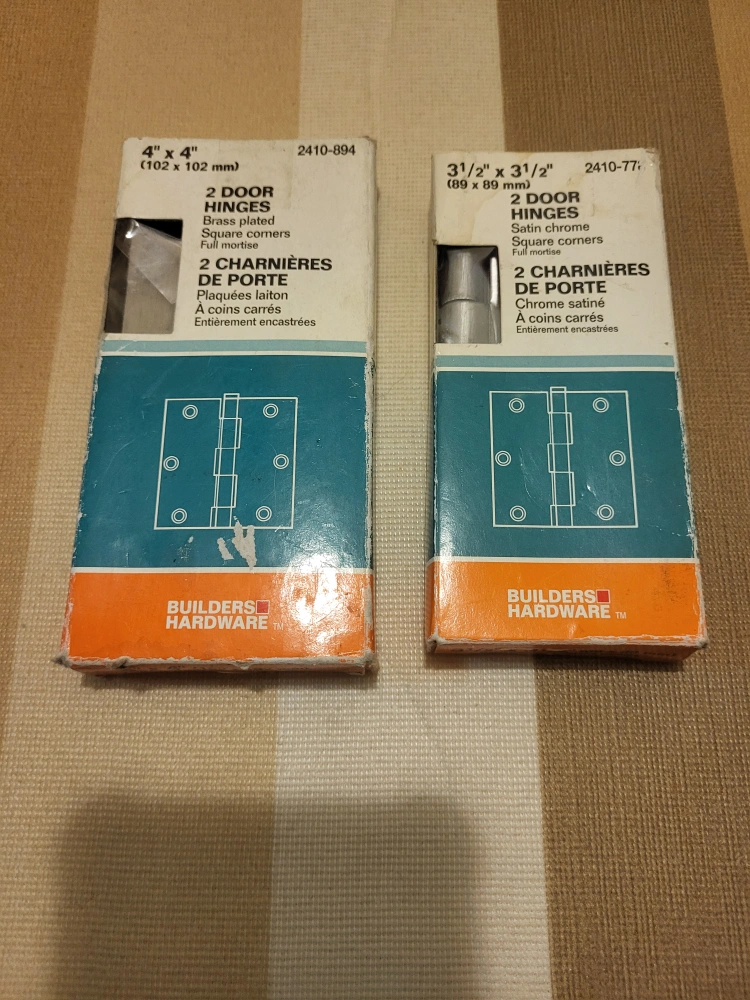 4" x 4"
(102 x 102 mm)
2410-894
2 DOOR
HINGES
Brass plated
Square corners
Full mortise
2 CHARNIÈRES
DE PORTE
Plaquées laiton
À coins carrés
Entièrement encastrées
BUILDERS
HARDWARE TM
3 1/2" x 3 1/2"
(89 x 89 mm)
2 DOOR
HINGES
Satin chrome
Square corners
Full mortise
2 CHARNIÈRES
DE PORTE
Chrome satiné
À coins carrés
Entièrement encastrées
BUILDERS
HARDWARE TM